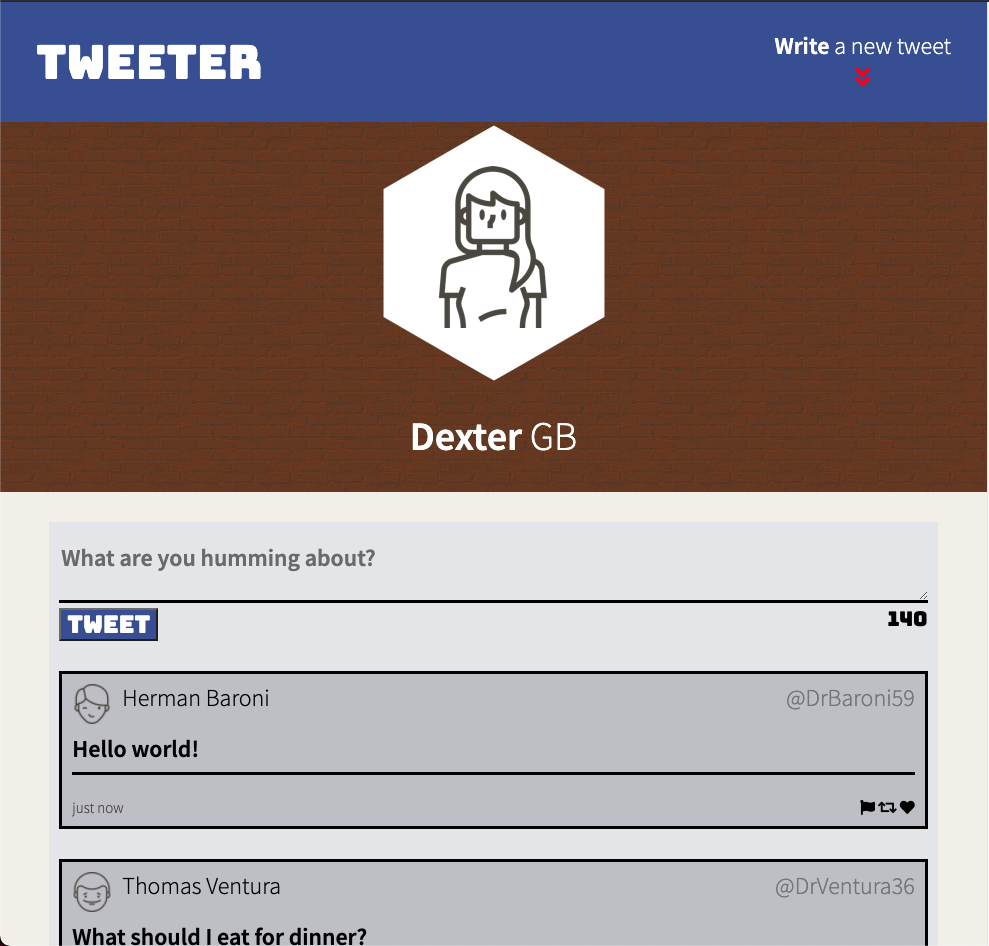 TWEETER
Write a new tweet
Dexter GB
What are you humming about?
TWEET
140
Herman Baroni
@DrBaroni59
Hello world!
just now
Thomas Ventura
@DrVentura36
What should I eat for dinner?